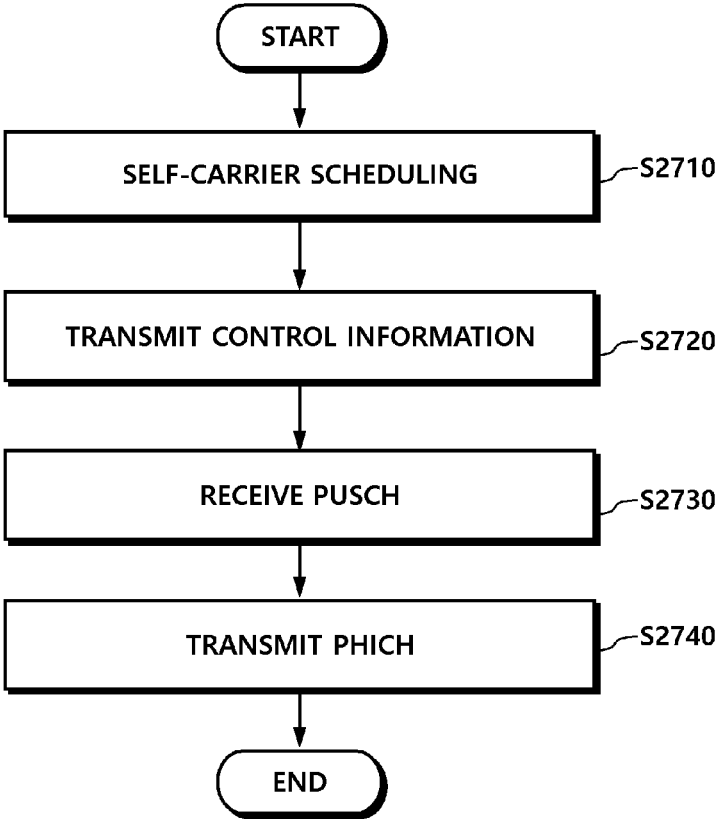 START
SELF-CARRIER SCHEDULING
S2710
TRANSMIT CONTROL INFORMATION
S2720
RECEIVE PUSCH
S2730
TRANSMIT PHICH
S2740
END